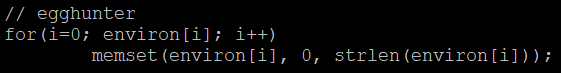 // egghunter
for(i=0; environ[i]; i++)
memset(environ[i], 0, strlen(environ[i]));